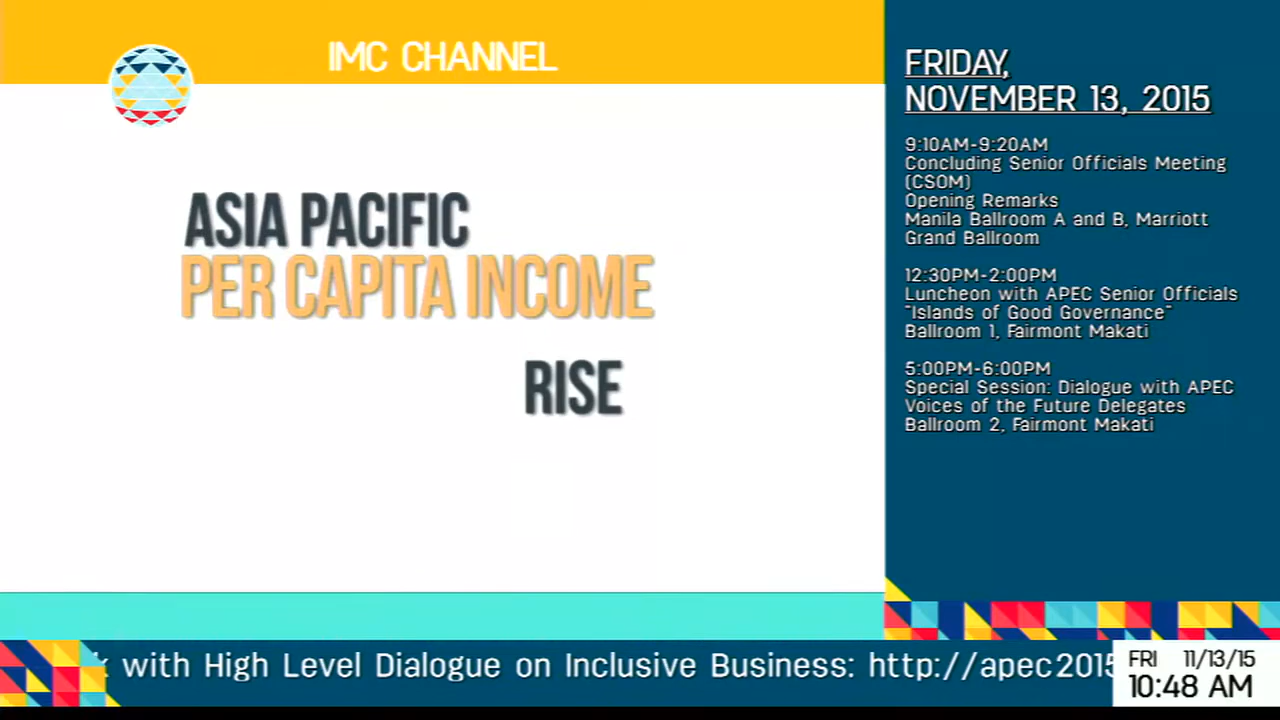 IMC CHANNEL
ASIA PACIFIC
PER CAPITA INCOME
RISE
FRIDAY,
NOVEMBER 13, 2015
9:10AM-9:20AM
Concluding Senior Officials Meeting
(CSOM)
Opening Remarks
Manila Ballroom A and B, Marriott
Grand Ballroom
12:30PM-2:00PM
Luncheon with APEC Senior Officials
"Islands of Good Governance"
Ballroom 1, Fairmont Makati
5:00PM-6:00PM
Special Session: Dialogue with APEC
Voices of the Future Delegates
Ballroom 2, Fairmont Makati
with High Level Dialogue on Inclusive Business: http://apec2015
FRI 11/13/15
10:48 AM